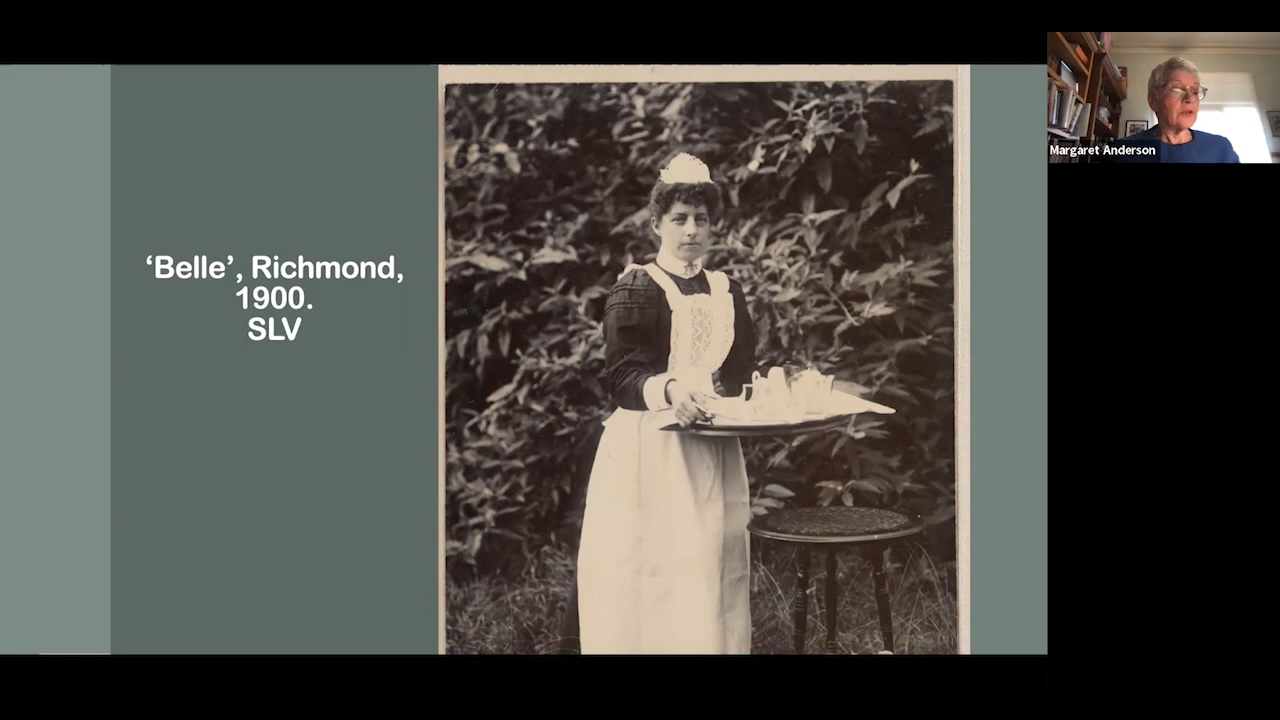 ‘Belle’, Richmond,
1900.
SLV
Margaret Anderson